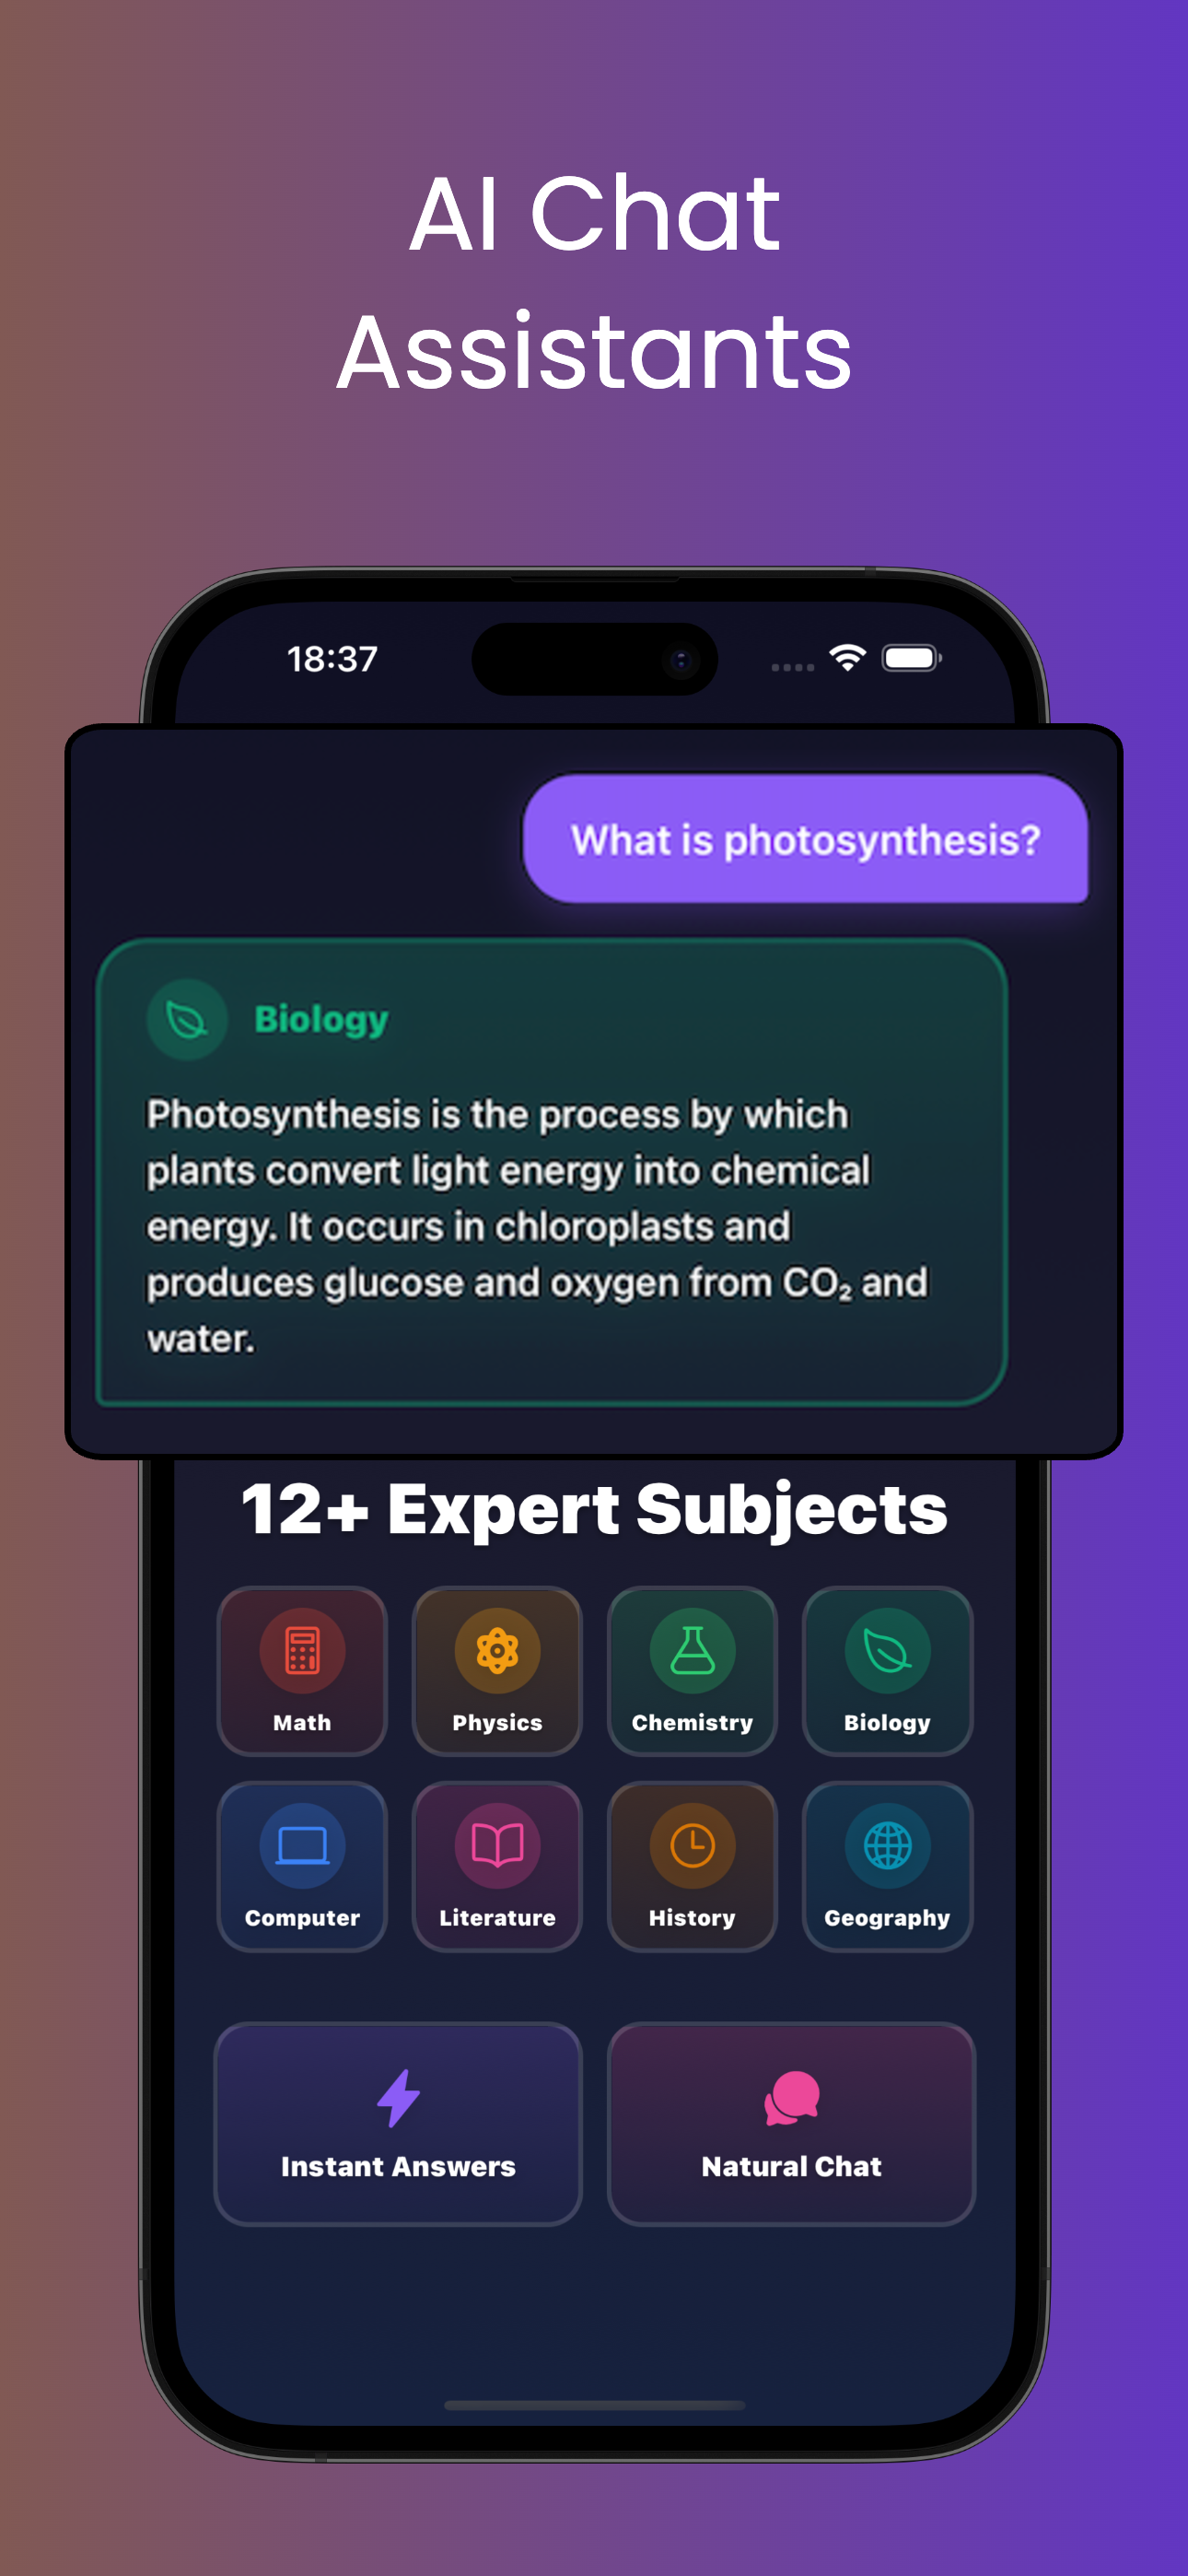 AI Chat
Assistants
18:37
What is photosynthesis?
Biology
Photosynthesis is the process by which
plants convert light energy into chemical
energy. It occurs in chloroplasts and
produces glucose and oxygen from CO₂ and
water.
12+ Expert Subjects
Math
Physics
Chemistry
Biology
Computer
Literature
History
Geography
Instant Answers
Natural Chat